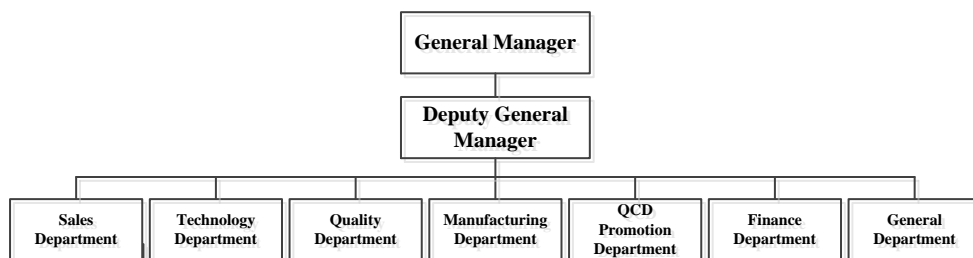 General Manager
Deputy General
Manager
Sales
Department
Technology
Department
Quality
Department
Manufacturing
Department
QCD
Promotion
Department
Finance
Department
General
Department